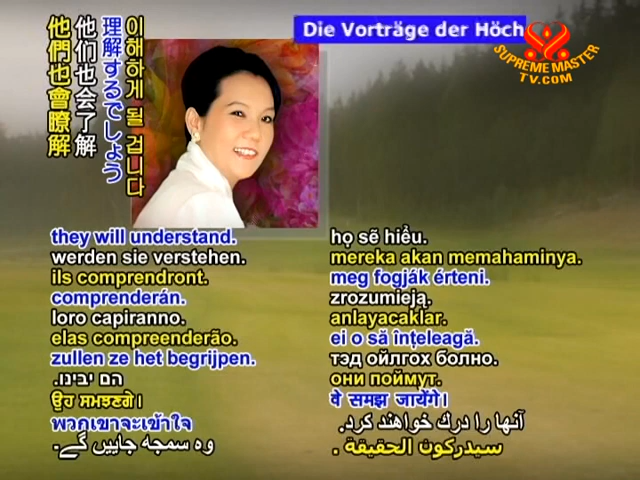 Die Vorträge der Höch
SUPREME MASTER
TV.COM
他們也會瞭解
他们也会了解
理解するでしょう
이해하게 될 겁니다
they will understand.
werden sie verstehen.
ils comprendront.
comprenderán.
loro capiranno.
elas compreenderão.
zullen ze het begrijpen.
הם יבינו.
ਉਹ ਸਮਝਣਗੇ।
พวกเขาจะเข้าใจ
وہ سمجھ جاییں گے.
họ sẽ hiểu.
mereka akan memahaminya.
meg fogják érteni.
zrozumieją.
anlayacaklar.
ei o să înţeleagă.
тэд ойлгох болно.
они поймут.
वे समझ जायेंगे।
آنها را درك خواهند كرد.
سيدركون الحقيقة .